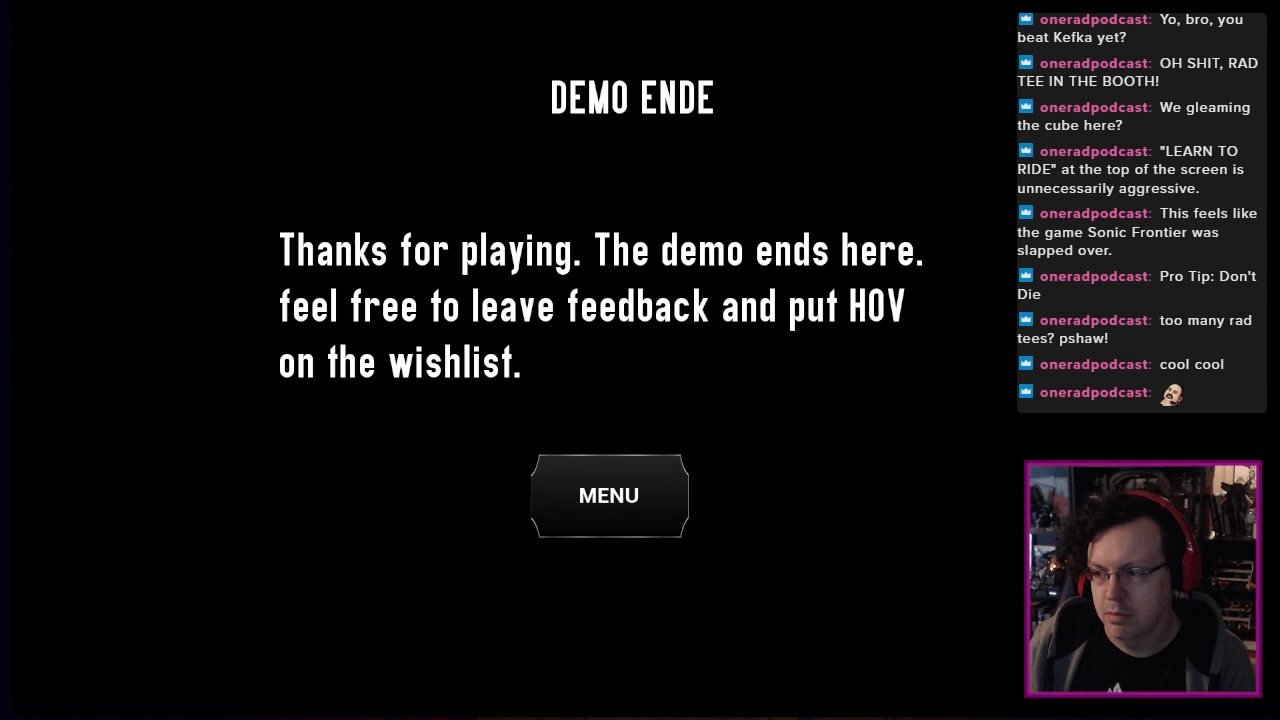 DEMO ENDE
Thanks for playing. The demo ends here.
feel free to leave feedback and put HOV
on the wishlist.
MENU
oneradpodcast: Yo, bro, you
beat Kefka yet?
oneradpodcast: OH SHIT, RAD
TEE IN THE BOOTH!
oneradpodcast: We gleaming
the cube here?
oneradpodcast: "LEARN TO
RIDE" at the top of the screen is
unnecessarily aggressive.
oneradpodcast: This feels like
the game Sonic Frontier was
slapped over.
oneradpodcast: Pro Tip: Don't
Die
oneradpodcast: too many rad
tees? pshaw!
oneradpodcast: cool cool
oneradpodcast: